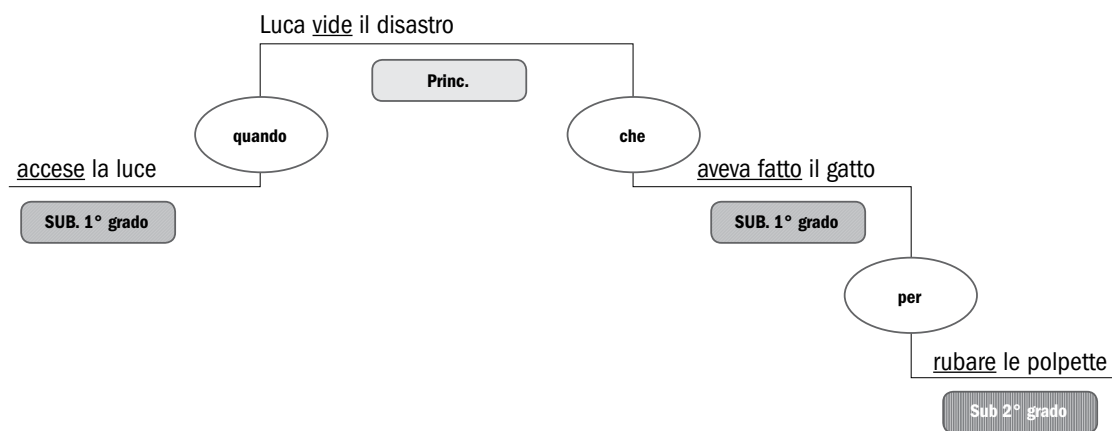 Luca vide il disastro
Princ.
quando
che
accese la luce
aveva fatto il gatto
SUB. 1° grado
SUB. 1° grado
per
rubare le polpette
Sub 2° grado